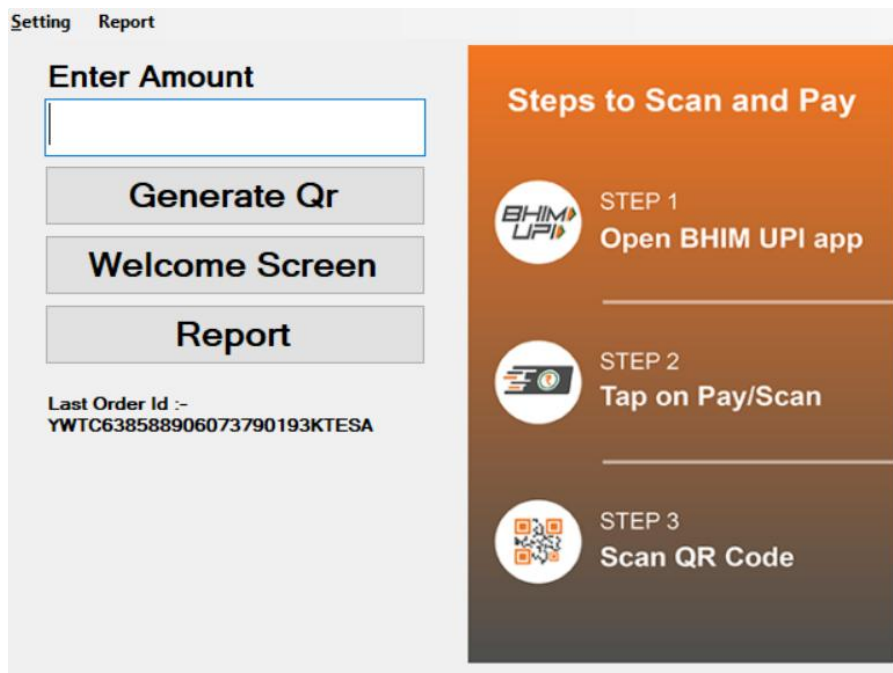 Setting Report
Enter Amount
Generate Qr
Welcome Screen
Report
Last Order Id :-
YWTC638588906073790193KTESA
Steps to Scan and Pay
BHIM
UPI
STEP 1
Open BHIM UPI app
STEP 2
Tap on Pay/Scan
STEP 3
Scan QR Code